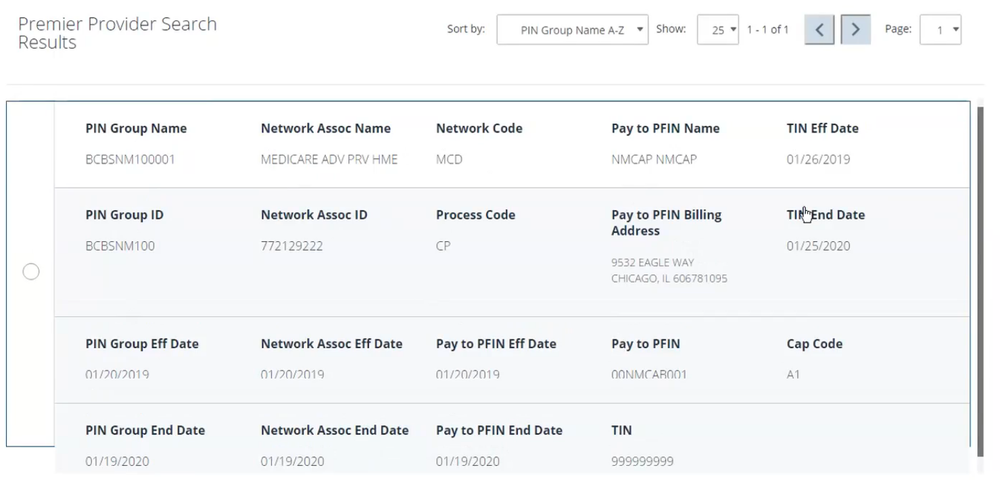 Premier Provider Search
Results
Sort by: PIN Group Name A-Z Show: 25 1 - 1 of 1 Page: 1
PIN Group Name Network Assoc Name Network Code Pay to PFIN Name TIN Eff Date
BCBSNM100001 MEDICARE ADV PRV HME MCD NMCAP NMCAP 01/26/2019
PIN Group ID Network Assoc ID Process Code Pay to PFIN Billing TIN End Date
Address
BCBSNM100 772129222 CP 01/25/2020
9532 EAGLE WAY
CHICAGO, IL 606781095
PIN Group Eff Date Network Assoc Eff Date Pay to PFIN Eff Date Pay to PFIN Cap Code
01/20/2019 01/20/2019 01/20/2019 00NMCAB001 A1
PIN Group End Date Network Assoc End Date Pay to PFIN End Date TIN
01/19/2020 01/19/2020 01/19/2020 999999999